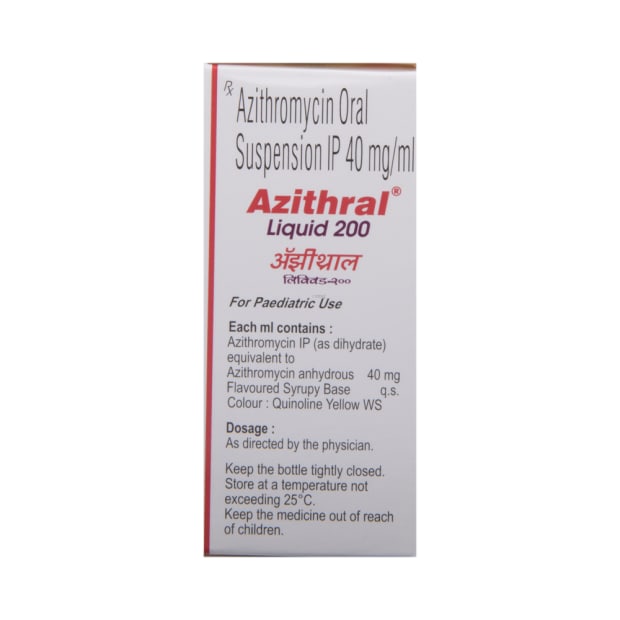 Rx
Azithromycin Oral
Suspension IP 40 mg/ml
Azithral®
Liquid 200
ॲझीथ्राल
लिक्विड-२००
For Paediatric Use
Each ml contains :
Azithromycin IP (as dihydrate)
equivalent to
Azithromycin anhydrous 40 mg
Flavoured Syrupy Base q.s.
Colour : Quinoline Yellow WS
Dosage :
As directed by the physician.
Keep the bottle tightly closed.
Store at a temperature not
exceeding 25°C.
Keep the medicine out of reach
of children.